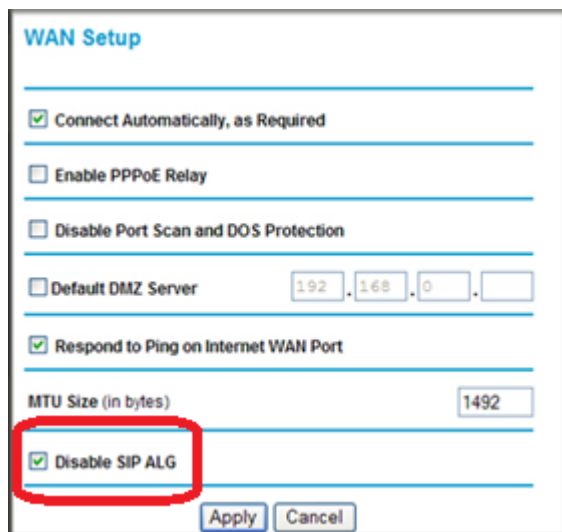 WAN Setup
Connect Automatically, as Required
Enable PPPoE Relay
Disable Port Scan and DOS Protection
Default DMZ Server 192 . 168 . 0 .
Respond to Ping on Internet WAN Port
MTU Size (in bytes) 1492
Disable SIP ALG
Apply Cancel